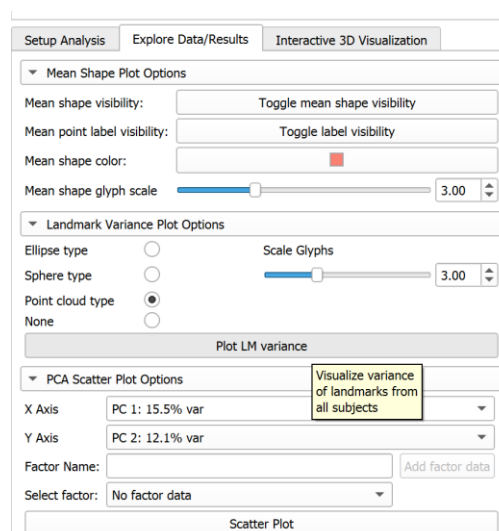 Setup Analysis Explore Data/Results Interactive 3D Visualization
Mean Shape Plot Options
Mean shape visibility: Toggle mean shape visibility
Mean point label visibility: Toggle label visibility
Mean shape color:
Mean shape glyph scale 3.00
Landmark Variance Plot Options
Ellipse type Scale Glyphs
Sphere type 3.00
Point cloud type
None
Plot LM variance
Visualize variance
of landmarks from
all subjects
PCA Scatter Plot Options
X Axis PC 1: 15.5% var
Y Axis PC 2: 12.1% var
Factor Name: Add factor data
Select factor: No factor data
Scatter Plot